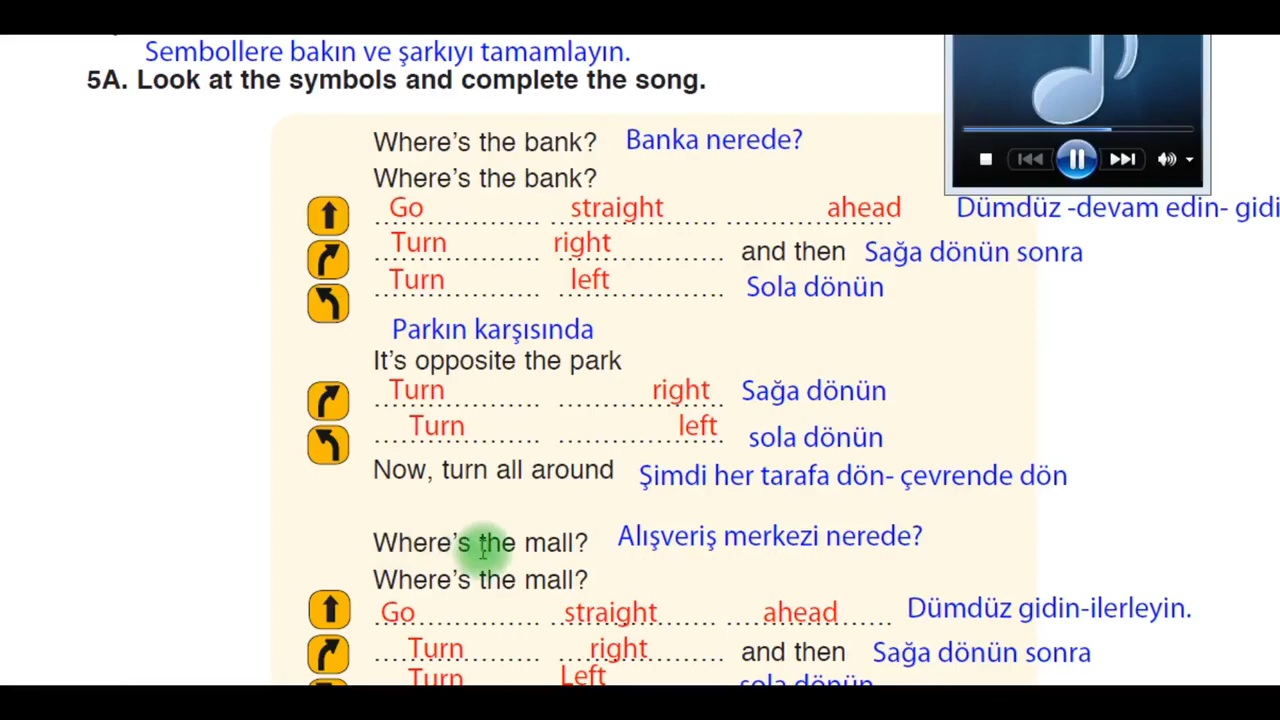 Sembollere bakın ve şarkıyı tamamlayın.
5A. Look at the symbols and complete the song.
Where's the bank? Banka nerede?
Where's the bank?
Go straight ahead Dümdüz -devam edin- gidi
Turn right and then Sağa dönün sonra
Turn left Sola dönün
Parkın karşısında
It's opposite the park
Turn right Sağa dönün
Turn left sola dönün
Now, turn all around Şimdi her tarafa dön- çevrende dön
Where's the mall? Alışveriş merkezi nerede?
Where's the mall?
Go straight ahead Dümdüz gidin-ilerleyin.
Turn right and then Sağa dönün sonra
Turn Left sola dönün